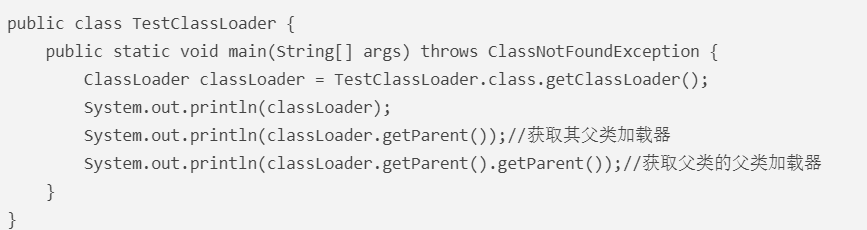 public class TestClassLoader {
    public static void main(String[] args) throws ClassNotFoundException {
        ClassLoader classLoader = TestClassLoader.class.getClassLoader();
        System.out.println(classLoader);
        System.out.println(classLoader.getParent());//获取其父类加载器
        System.out.println(classLoader.getParent().getParent());//获取父类的父类加载器
    }
}